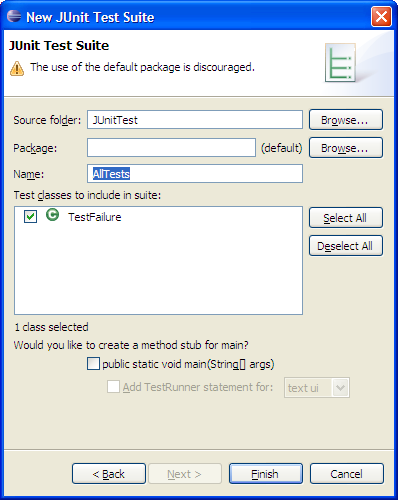 New JUnit Test Suite
JUnit Test Suite
The use of the default package is discouraged.
Source folder: JUnitTest Browse...
Package: (default) Browse...
Name: AllTests
Test classes to include in suite:
TestFailure Select All
Deselect All
1 class selected
Would you like to create a method stub for main?
public static void main(String[] args)
Add TestRunner statement for: text ui
< Back Next > Finish Cancel